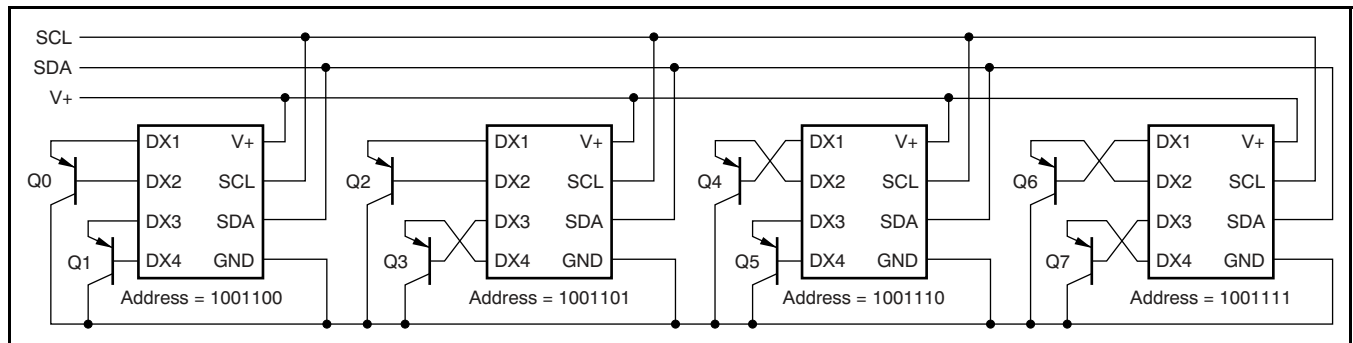 SCL
SDA
V+
DX1 V+
Q0 DX2 SCL
DX3 SDA
Q1 DX4 GND
Address = 1001100
DX1 V+
Q2 DX2 SCL
DX3 SDA
Q3 DX4 GND
Address = 1001101
DX1 V+
Q4 DX2 SCL
DX3 SDA
Q5 DX4 GND
Address = 1001110
DX1 V+
Q6 DX2 SCL
DX3 SDA
Q7 DX4 GND
Address = 1001111